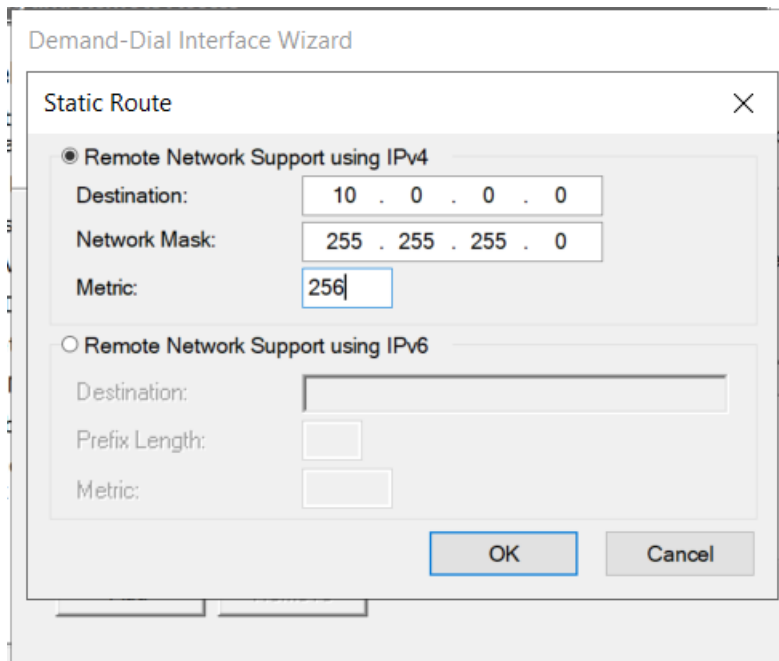 Demand-Dial Interface Wizard
Static Route
Remote Network Support using IPv4
Destination: 10 . 0 . 0 . 0
Network Mask: 255 . 255 . 255 . 0
Metric: 256
Remote Network Support using IPv6
Destination:
Prefix Length:
Metric:
OK Cancel